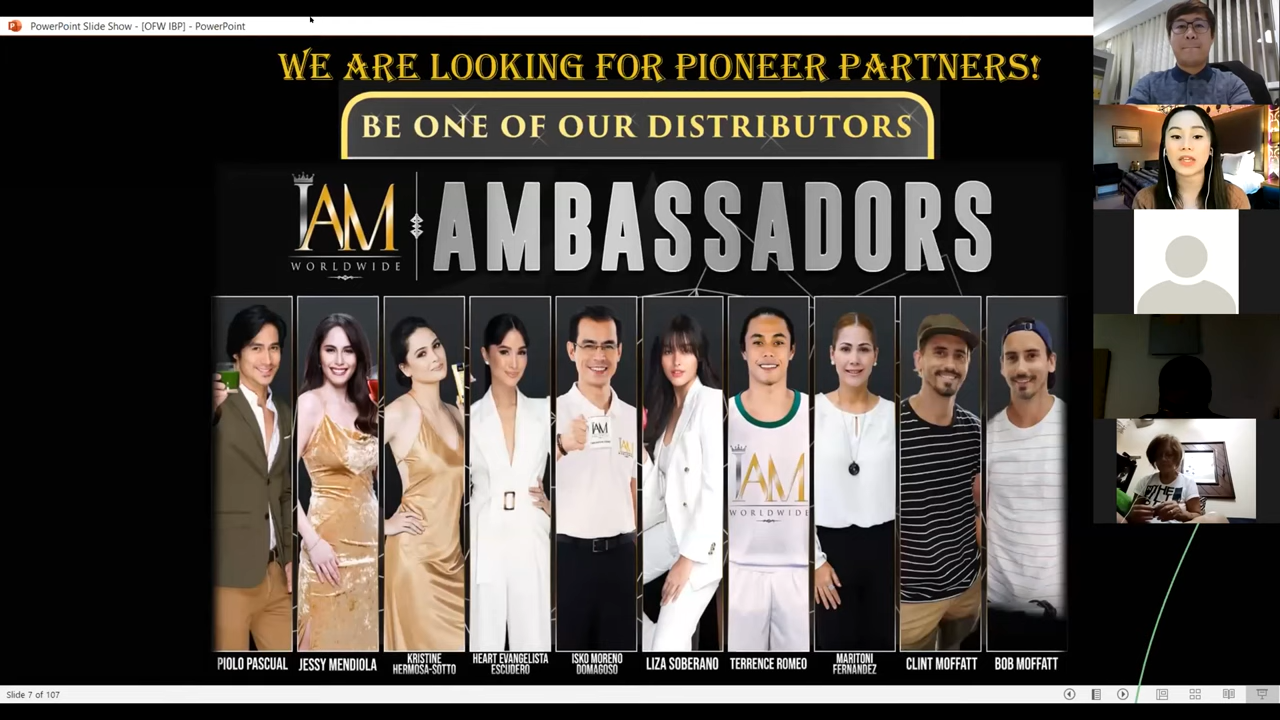 PowerPoint Slide Show - [OFW IBP] - PowerPoint
WE ARE LOOKING FOR PIONEER PARTNERS!
BE ONE OF OUR DISTRIBUTORS
IAM
WORLDWIDE
AMBASSADORS
IAM
IAM
IAM
WORLDWIDE
PIOLO PASCUAL
JESSY MENDIOLA
KRISTINE
HERMOSA-SOTTO
HEART EVANGELISTA
ESCUDERO
ISKO MORENO
DOMAGOSO
LIZA SOBERANO
TERRENCE ROMEO
MARITONI
FERNANDEZ
CLINT MOFFATT
BOB MOFFATT
Slide 7 of 107